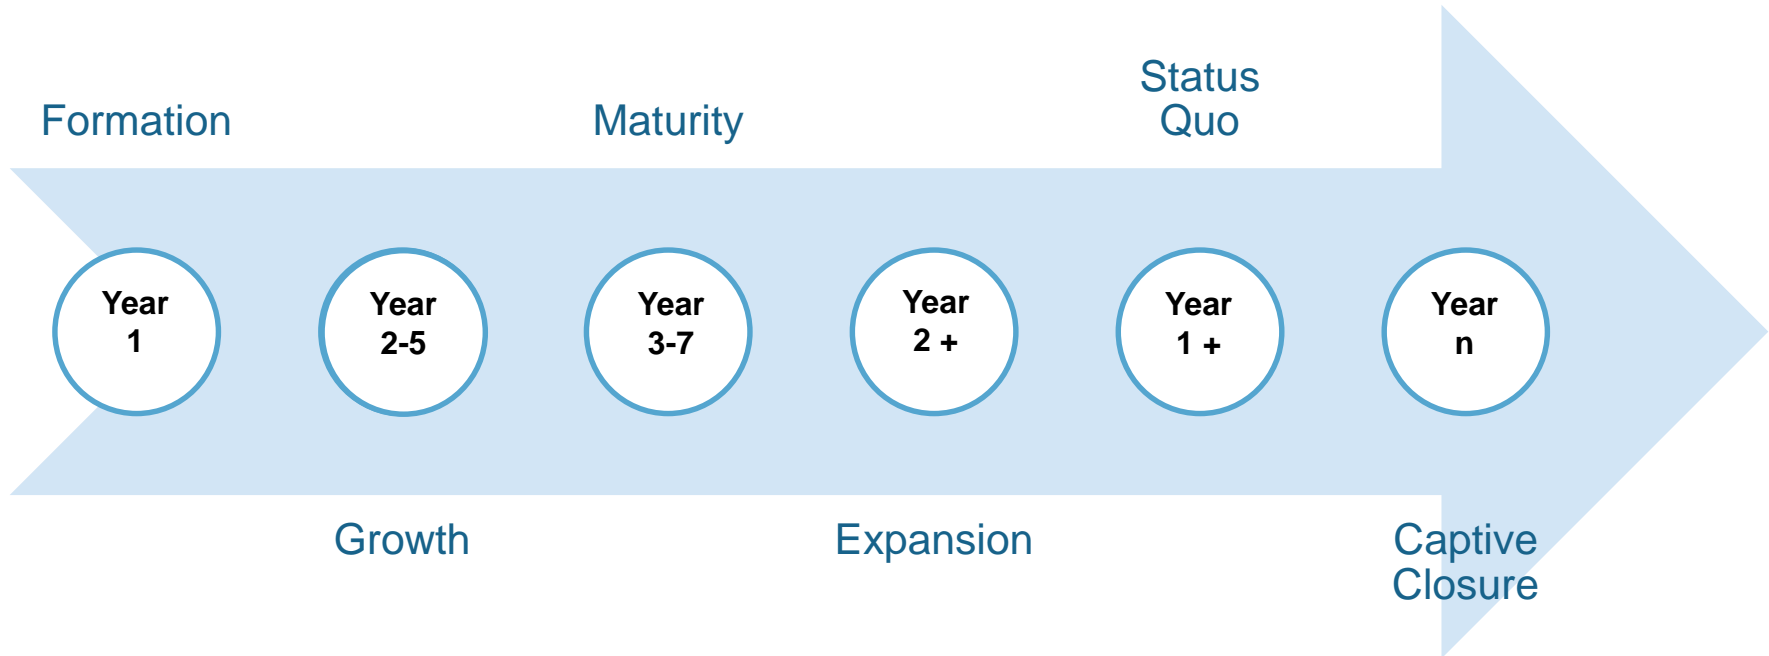 Formation
Maturity
Status
Quo
Year
1
Year
2-5
Year
3-7
Year
2 +
Year
1 +
Year
n
Growth
Expansion
Captive
Closure